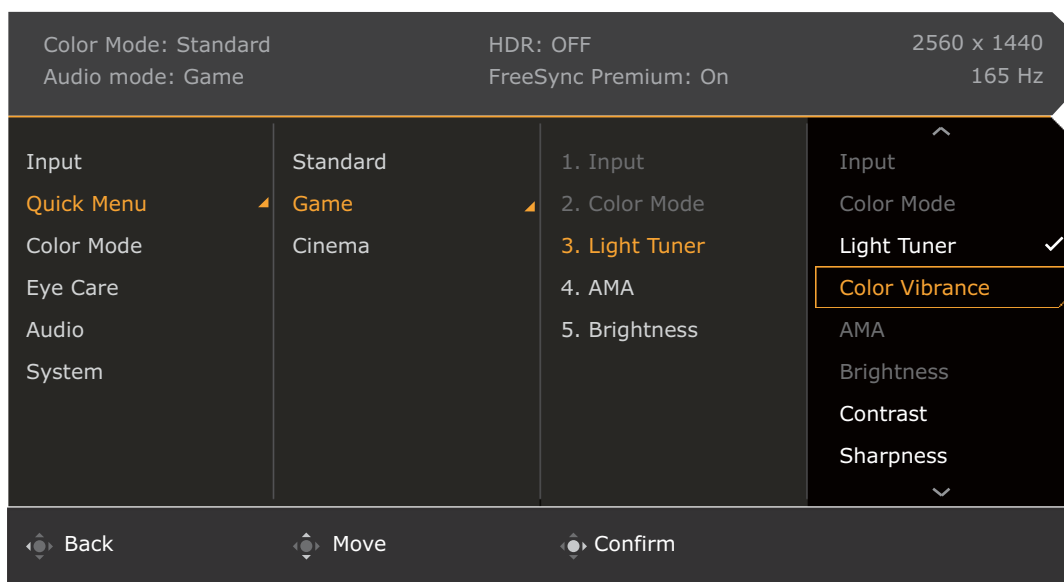 Color Mode: Standard
HDR: OFF
2560 x 1440
Audio mode: Game
FreeSync Premium: On
165 Hz
Input
Quick Menu
Color Mode
Eye Care
Audio
System
Standard
Game
Cinema
1. Input
2. Color Mode
3. Light Tuner
4. AMA
5. Brightness
Input
Color Mode
Light Tuner
Color Vibrance
AMA
Brightness
Contrast
Sharpness
Back
Move
Confirm